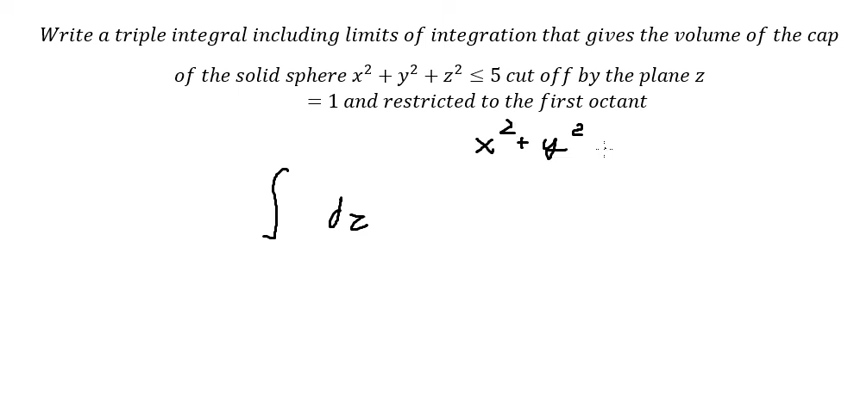 Write a triple integral including limits of integration that gives the volume of the cap
of the solid sphere x² + y² + z² ≤ 5 cut off by the plane z
= 1 and restricted to the first octant
x² + y²
∫ dz